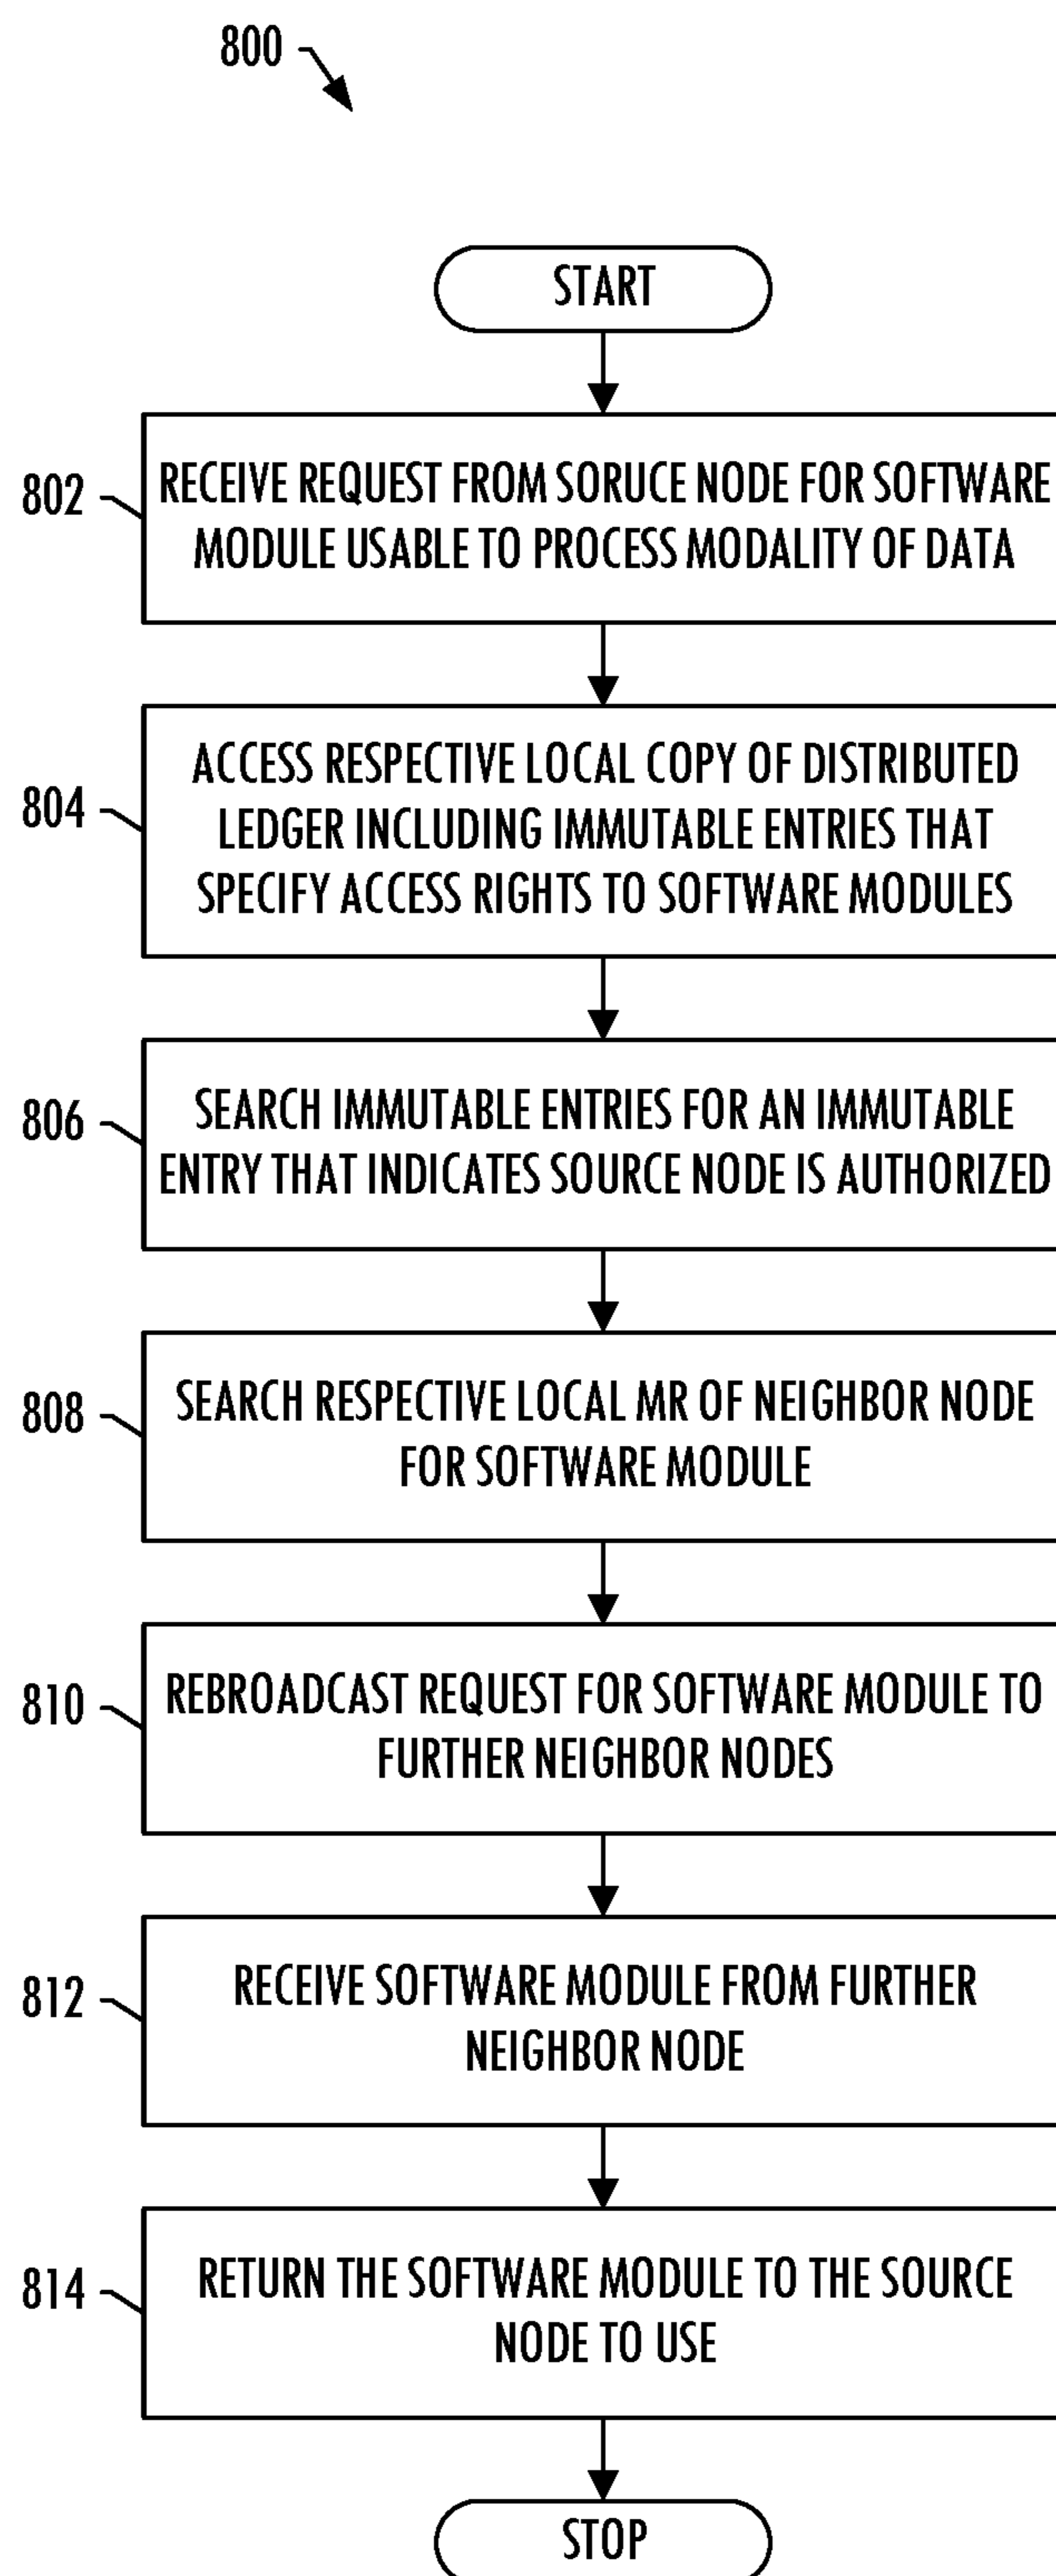 800
START
802
RECEIVE REQUEST FROM SORUCE NODE FOR SOFTWARE
MODULE USABLE TO PROCESS MODALITY OF DATA
804
ACCESS RESPECTIVE LOCAL COPY OF DISTRIBUTED
LEDGER INCLUDING IMMUTABLE ENTRIES THAT
SPECIFY ACCESS RIGHTS TO SOFTWARE MODULES
806
SEARCH IMMUTABLE ENTRIES FOR AN IMMUTABLE
ENTRY THAT INDICATES SOURCE NODE IS AUTHORIZED
808
SEARCH RESPECTIVE LOCAL MR OF NEIGHBOR NODE
FOR SOFTWARE MODULE
810
REBROADCAST REQUEST FOR SOFTWARE MODULE TO
FURTHER NEIGHBOR NODES
812
RECEIVE SOFTWARE MODULE FROM FURTHER
NEIGHBOR NODE
814
RETURN THE SOFTWARE MODULE TO THE SOURCE
NODE TO USE
STOP